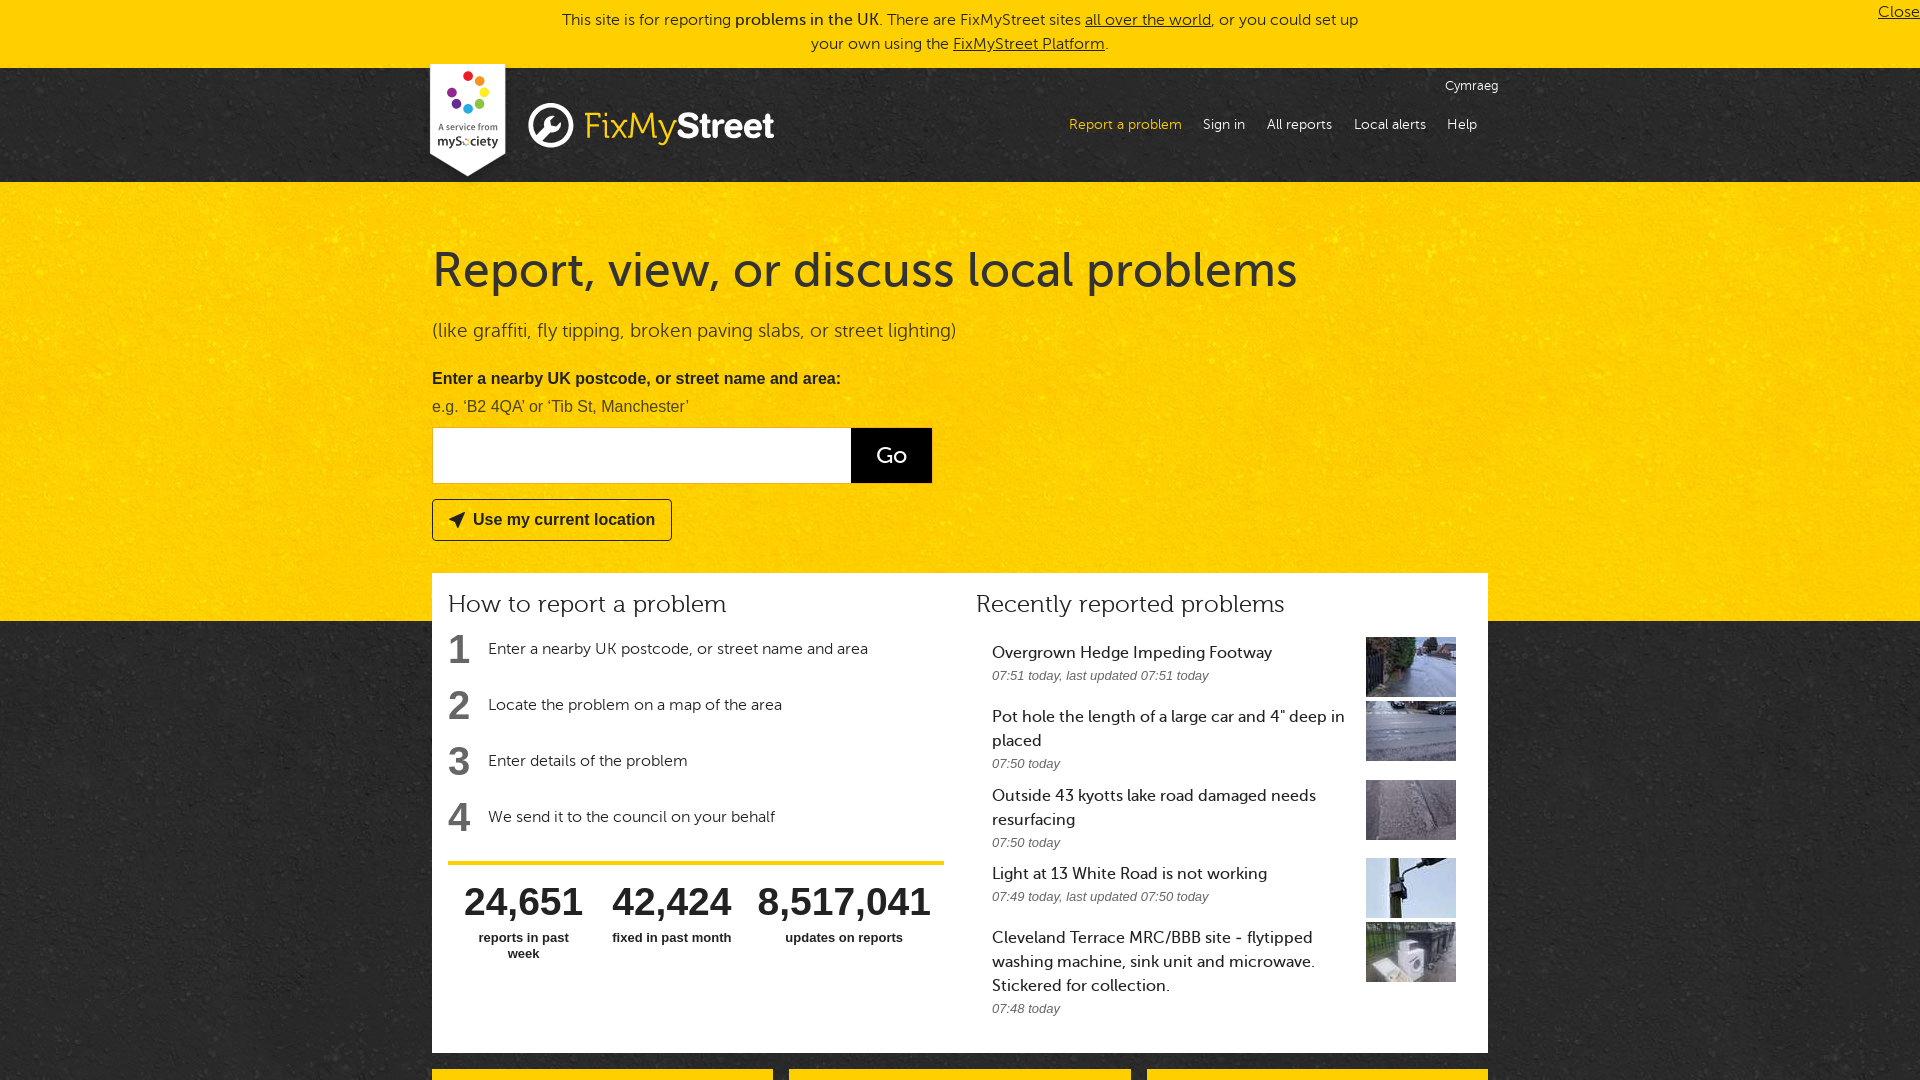 This site is for reporting problems in the UK. There are FixMyStreet sites all over the world, or you could set up
your own using the FixMyStreet Platform.
Close
A service from
mySociety
FixMyStreet
Cymraeg
Report a problem
Sign in
All reports
Local alerts
Help
Report, view, or discuss local problems
(like graffiti, fly tipping, broken paving slabs, or street lighting)
Enter a nearby UK postcode, or street name and area:
e.g. ‘B2 4QA’ or ‘Tib St, Manchester’
Go
Use my current location
How to report a problem
1 Enter a nearby UK postcode, or street name and area
2 Locate the problem on a map of the area
3 Enter details of the problem
4 We send it to the council on your behalf
24,651
reports in past
week
42,424
fixed in past month
8,517,041
updates on reports
Recently reported problems
Overgrown Hedge Impeding Footway
07:51 today, last updated 07:51 today
Pot hole the length of a large car and 4" deep in
placed
07:50 today
Outside 43 kyotts lake road damaged needs
resurfacing
07:50 today
Light at 13 White Road is not working
07:49 today, last updated 07:50 today
Cleveland Terrace MRC/BBB site - flytipped
washing machine, sink unit and microwave.
Stickered for collection.
07:48 today